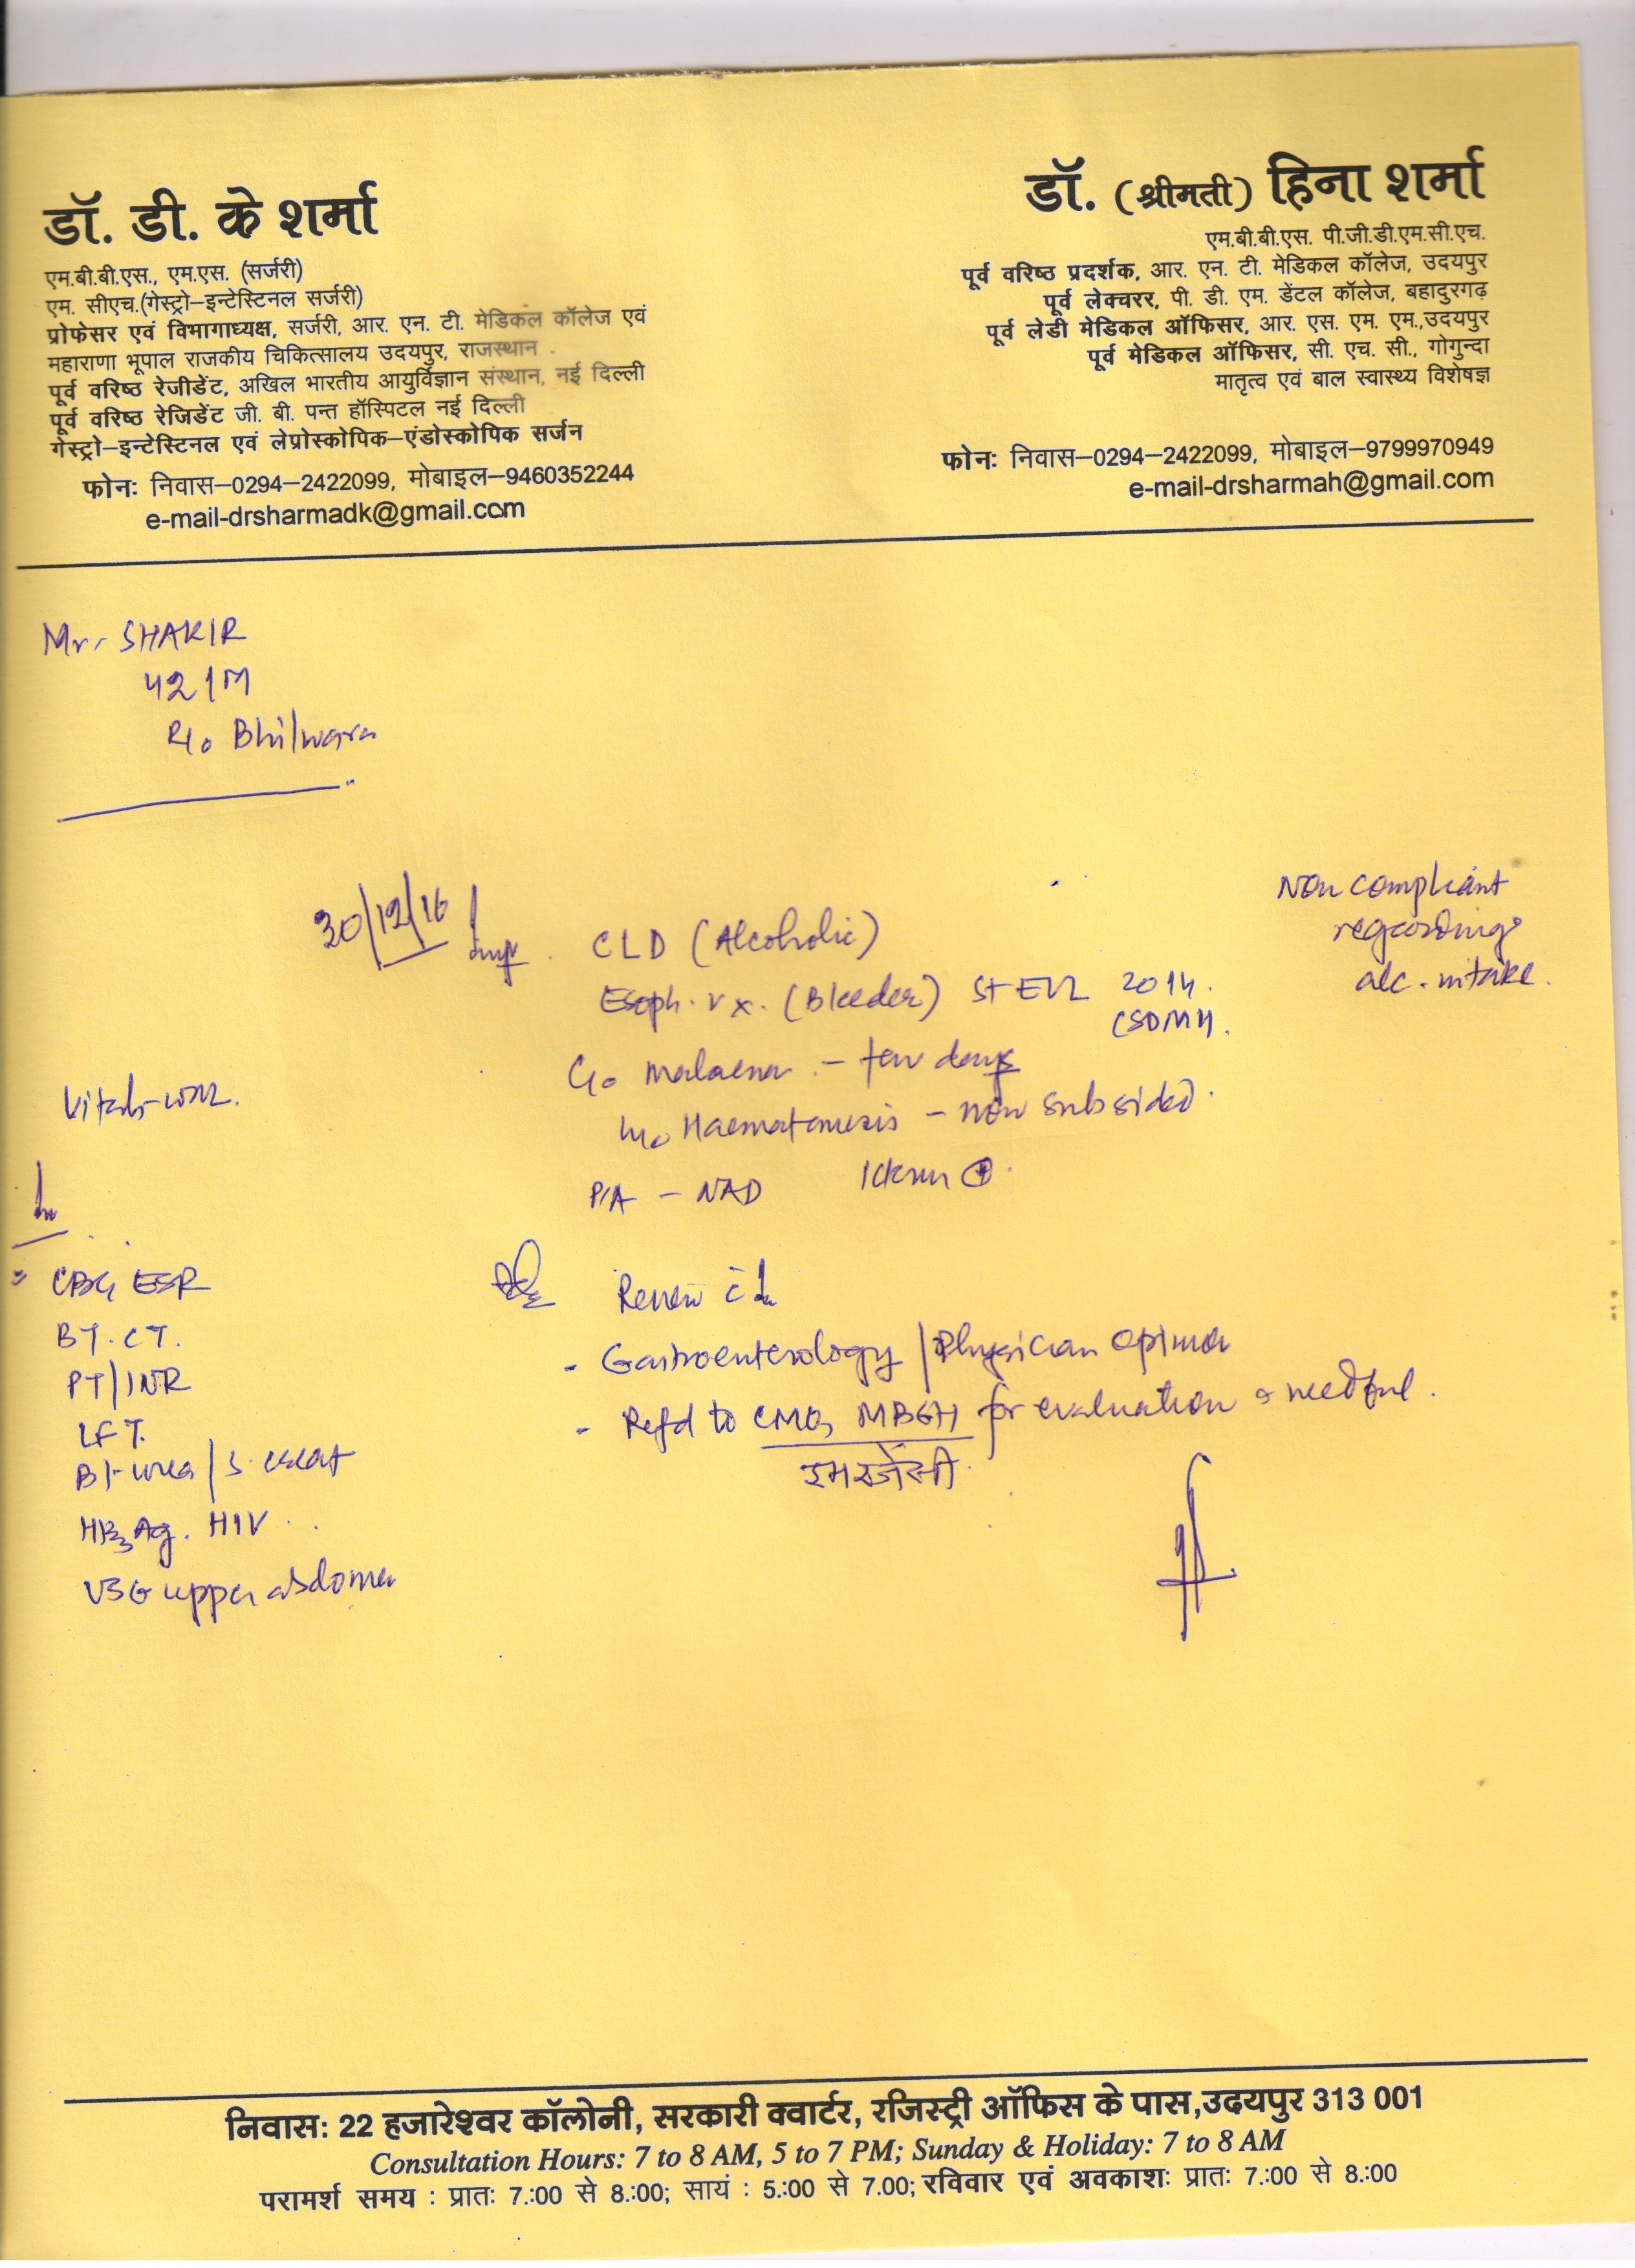 डॉ. डी. के शर्मा
एम.बी.बी.एस., एम.एस. (सर्जरी)
एम. सीएच.(गेस्ट्रो–इन्टेस्टिनल सर्जरी)
प्रोफेसर एवं विभागाध्यक्ष, सर्जरी, आर. एन. टी. मेडिकल कॉलेज एवं
महाराणा भूपाल राजकीय चिकित्सालय उदयपुर, राजस्थान
पूर्व वरिष्ठ रेजीडेंट, अखिल भारतीय आयुर्विज्ञान संस्थान, नई दिल्ली
पूर्व वरिष्ठ रेजिडेंट जी. बी. पन्त हॉस्पिटल नई दिल्ली
गेस्ट्रो–इन्टेस्टिनल एवं लेप्रोस्कोपिक–एंडोस्कोपिक सर्जन
फोनः निवास–0294–2422099, मोबाइल–9460352244
e-mail-drsharmadk@gmail.com
डॉ. (श्रीमती) हिना शर्मा
एम.बी.बी.एस. पी.जी.डी.एम.सी.एच.
पूर्व वरिष्ठ प्रदर्शक, आर. एन. टी. मेडिकल कॉलेज, उदयपुर
पूर्व लेक्चरर, पी. डी. एम. डेंटल कॉलेज, बहादुरगढ़
पूर्व लेडी मेडिकल ऑफिसर, आर. एस. एम. एम.,उदयपुर
पूर्व मेडिकल ऑफिसर, सी. एच. सी., गोगुन्दा
मातृत्व एवं बाल स्वास्थ्य विशेषज्ञ
फोनः निवास–0294–2422099, मोबाइल–9799970949
e-mail-drsharmah@gmail.com
Mr. SHAKIR
42/M
R/o Bhilwara
30/12/16
CLD (Alcoholic)
Esoph. vx. (Bleeder) S+ EVL 2014.
(SDMH.
Non compliant
regarding
alc. intake.
C/o Malaena. - few days
H/o Haematemesis - now subsided.
P/A - NAD Icterus ⊕.
Vitals-WNL.
CBC, ESR
BT. CT.
PT/INR
LFT.
Bl-urea / S. creat
HBsAg. HIV
USG upper abdomen
Review c̄
- Gastroenterology / Physician opinion
- Refd to CMO, MBGH for evaluation & needful.
इमरजेंसी
निवासः 22 हजारेश्वर कॉलोनी, सरकारी क्वार्टर, रजिस्ट्री ऑफिस के पास,उदयपुर 313 001
Consultation Hours: 7 to 8 AM, 5 to 7 PM; Sunday & Holiday: 7 to 8 AM
परामर्श समय : प्रातः 7.:00 से 8.:00; सायं : 5.:00 से 7.00; रविवार एवं अवकाशः प्रातः 7.:00 से 8.:00